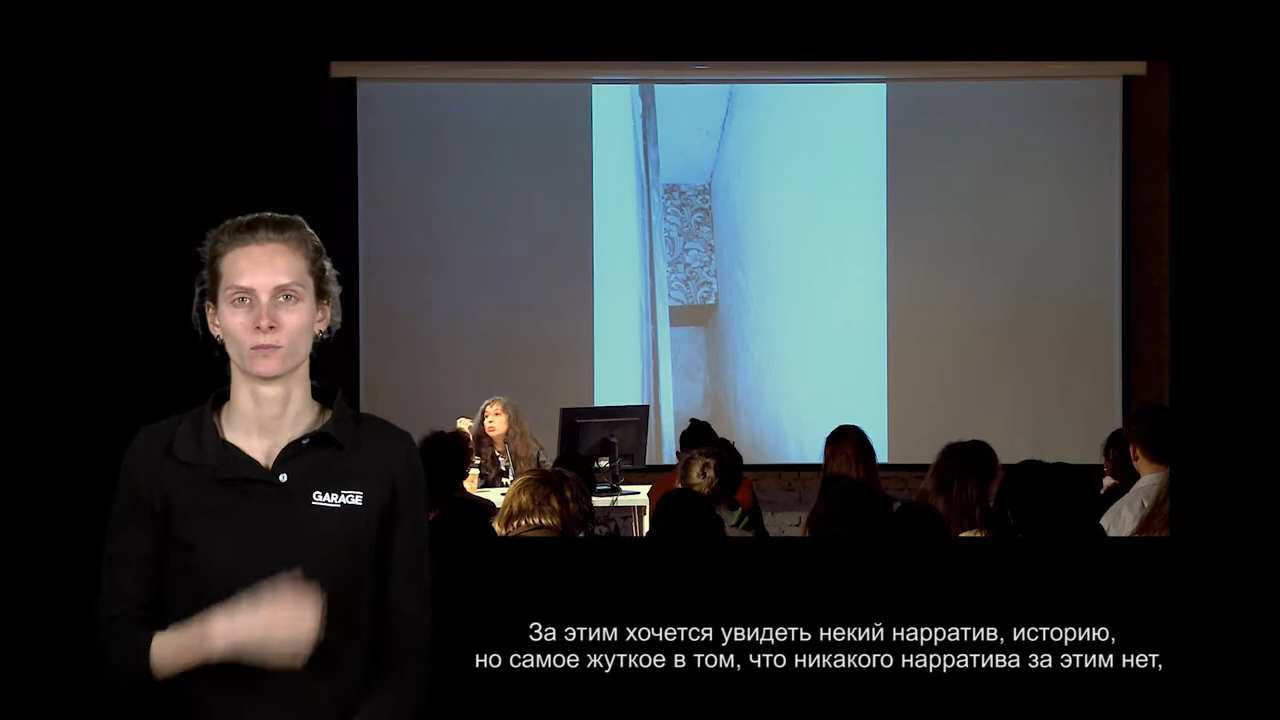 GARAGE
За этим хочется увидеть некий нарратив, историю,
но самое жуткое в том, что никакого нарратива за этим нет,